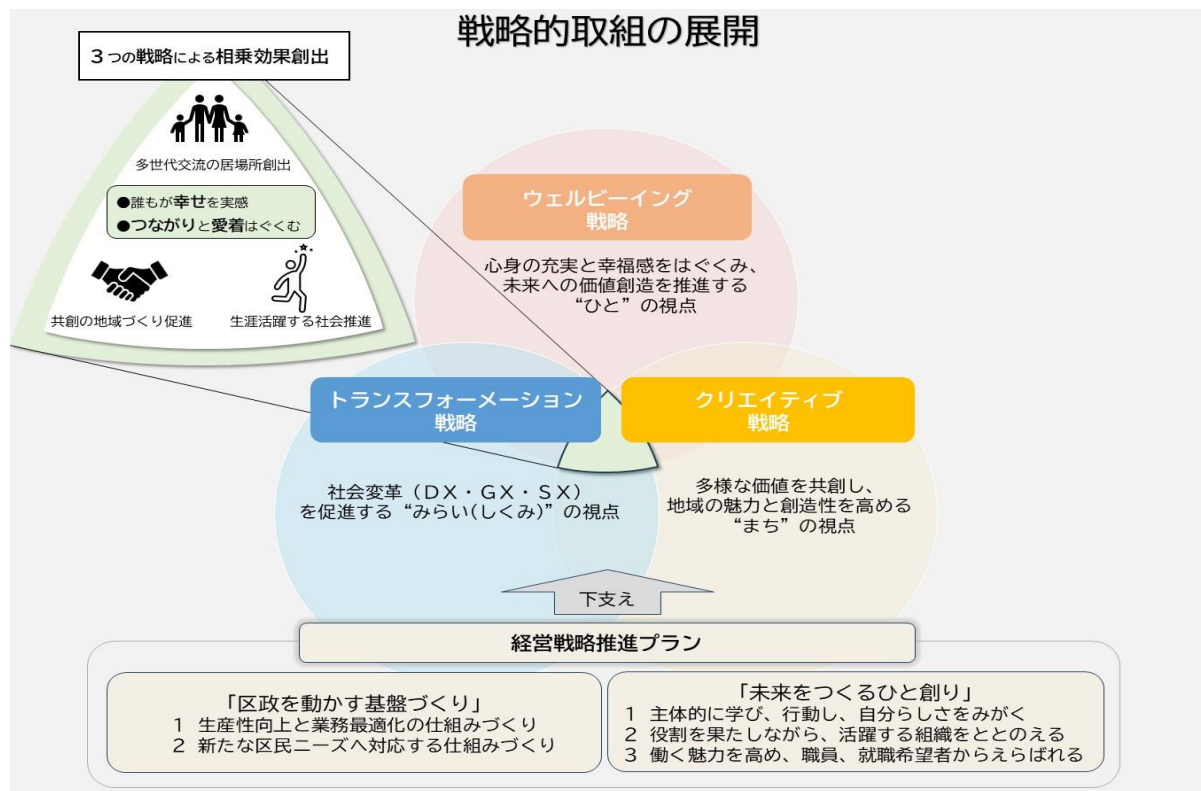 戦略的取組の展開
3つの戦略による相乗効果創出
多世代交流の居場所創出
●誰もが幸せを実感
●つながりと愛着はぐくむ
共創の地域づくり促進
生涯活躍する社会推進
ウェルビーイング
戦略
心身の充実と幸福感をはぐくみ、
未来への価値創造を推進する
“ひと”の視点
トランスフォーメーション
戦略
社会変革（ＤＸ・ＧＸ・ＳＸ）
を促進する“みらい(しくみ)”の視点
クリエイティブ
戦略
多様な価値を共創し、
地域の魅力と創造性を高める
“まち”の視点
下支え
経営戦略推進プラン
「区政を動かす基盤づくり」
1 生産性向上と業務最適化の仕組みづくり
2 新たな区民ニーズへ対応する仕組みづくり
「未来をつくるひと創り」
1 主体的に学び、行動し、自分らしさをみがく
2 役割を果たしながら、活躍する組織をととのえる
3 働く魅力を高め、職員、就職希望者からえらばれる